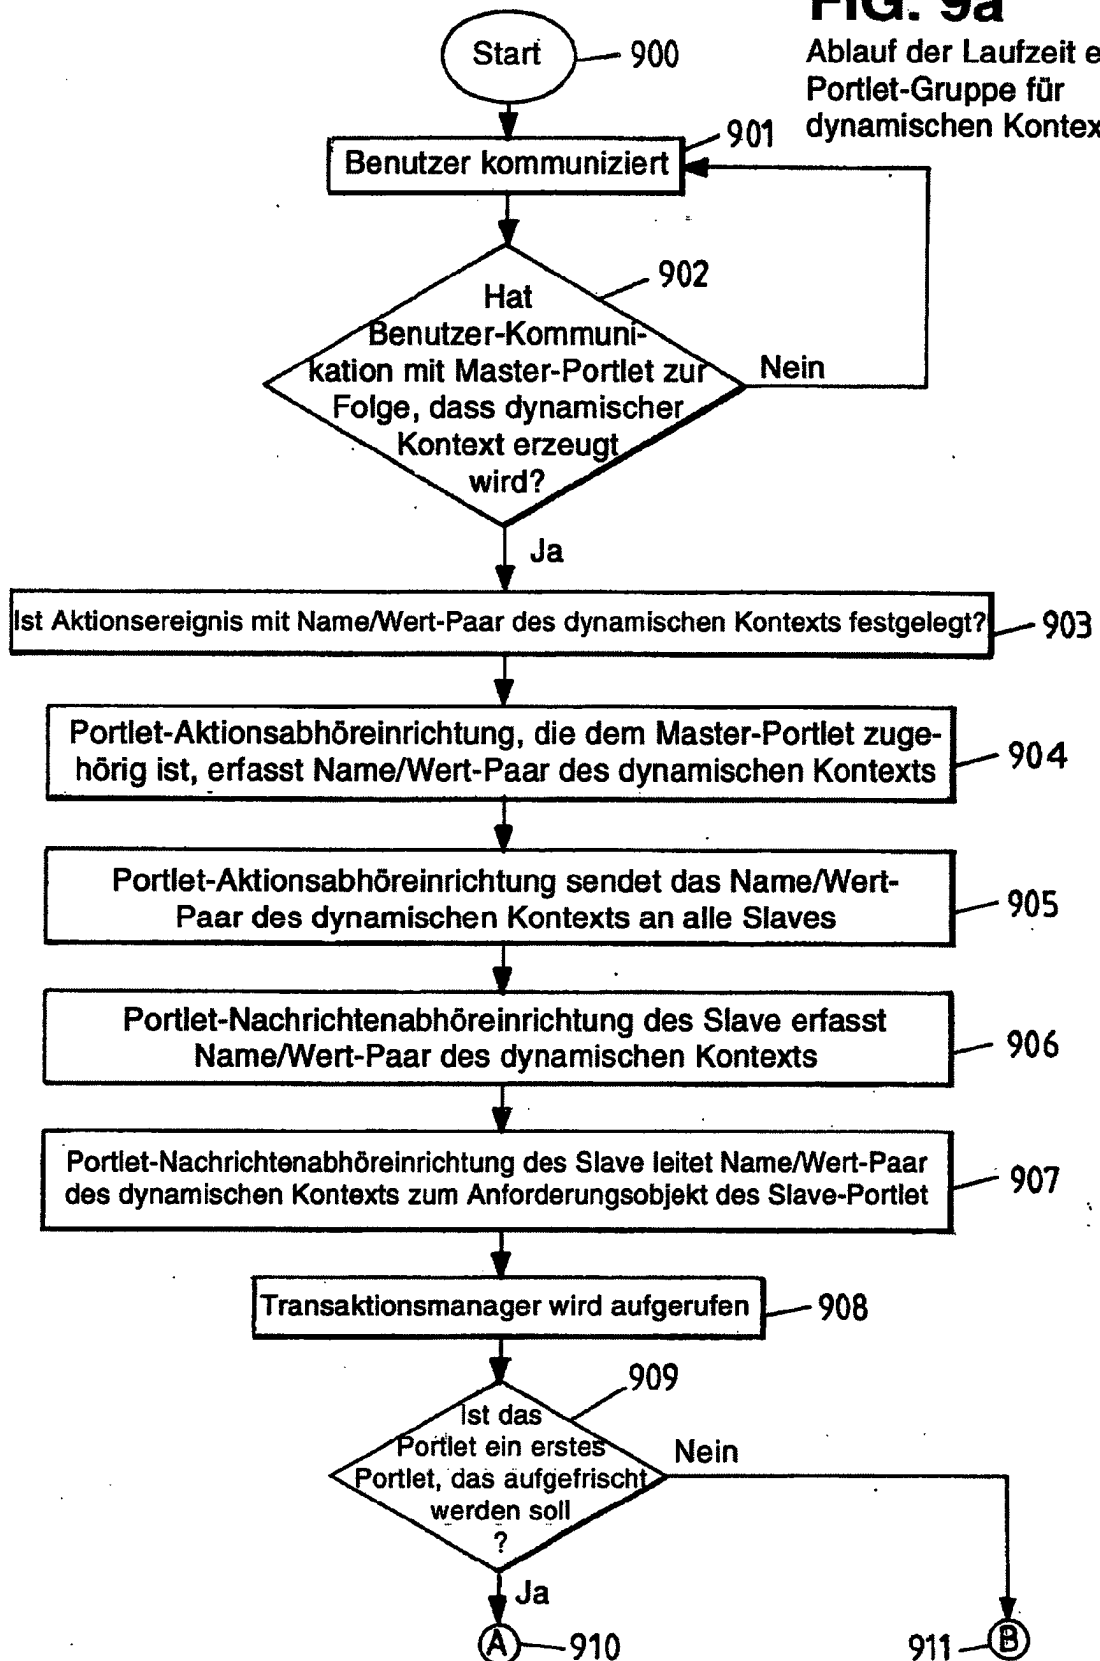 FIG. 9a
Ablauf der Laufzeit
Portlet-Gruppe für
dynamischen
Start
900
901
Benutzer kommuniziert
902
Hat
Benutzer-Kommuni-
kation mit Master-Portlet zur
Folge, dass dynamischer
Kontext erzeugt
wird?
Nein
Ja
Ist Aktionsereignis mit Name/Wert-Paar des dynamischen Kontexts festgelegt?
903
Portlet-Aktionsabhöreinrichtung, die dem Master-Portlet zuge-
hörig ist, erfasst Name/Wert-Paar des dynamischen Kontexts
904
Portlet-Aktionsabhöreinrichtung sendet das Name/Wert-
Paar des dynamischen Kontexts an alle Slaves
905
Portlet-Nachrichtenabhöreinrichtung des Slave erfasst
Name/Wert-Paar des dynamischen Kontexts
906
Portlet-Nachrichtenabhöreinrichtung des Slave leitet Name/Wert-Paar
des dynamischen Kontexts zum Anforderungsobjekt des Slave-Portlet
907
Transaktionsmanager wird aufgerufen
908
909
Ist das
Portlet ein erstes
Portlet, das aufgefrischt
werden soll
?
Nein
Ja
A
910
911
B